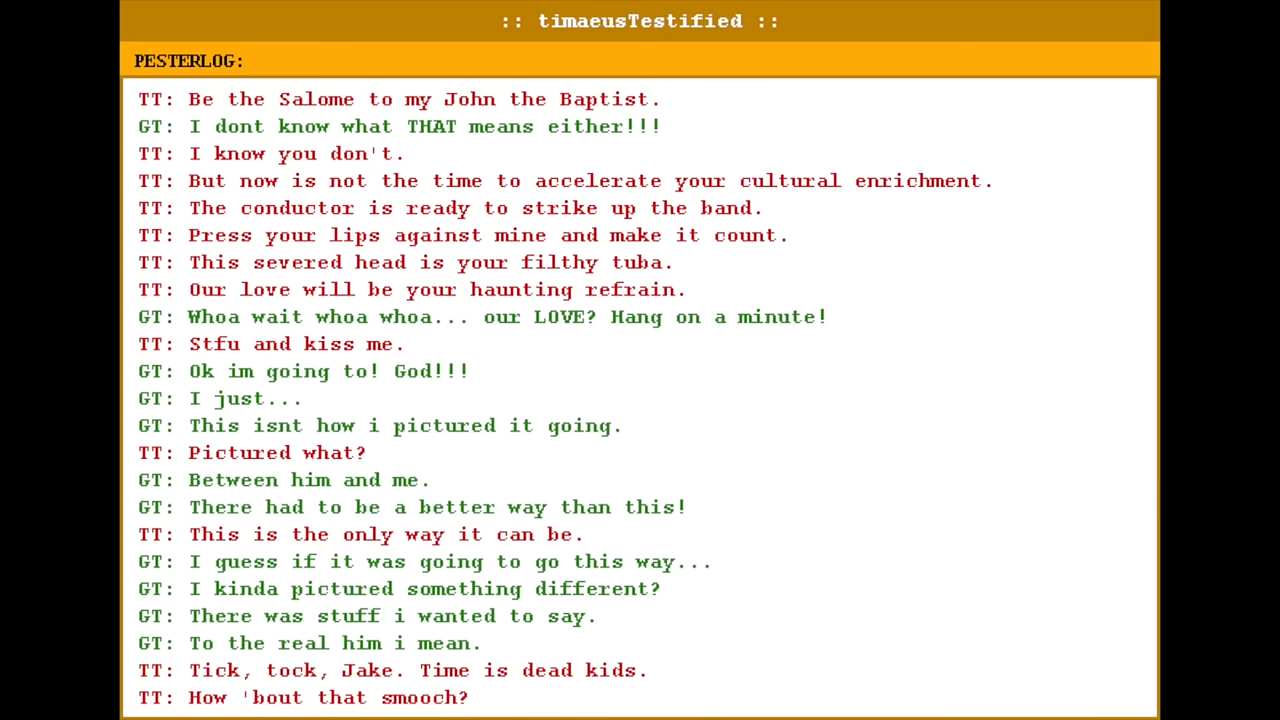 :: timaeusTestified ::
PESTERLOG:
TT: Be the Salome to my John the Baptist.
GT: I dont know what THAT means either!!!
TT: I know you don't.
TT: But now is not the time to accelerate your cultural enrichment.
TT: The conductor is ready to strike up the band.
TT: Press your lips against mine and make it count.
TT: This severed head is your filthy tuba.
TT: Our love will be your haunting refrain.
GT: Whoa wait whoa whoa... our LOVE? Hang on a minute!
TT: Stfu and kiss me.
GT: Ok im going to! God!!!
GT: I just...
GT: This isnt how i pictured it going.
TT: Pictured what?
GT: Between him and me.
GT: There had to be a better way than this!
TT: This is the only way it can be.
GT: I guess if it was going to go this way...
GT: I kinda pictured something different?
GT: There was stuff i wanted to say.
GT: To the real him i mean.
TT: Tick, tock, Jake. Time is dead kids.
TT: How 'bout that smooch?